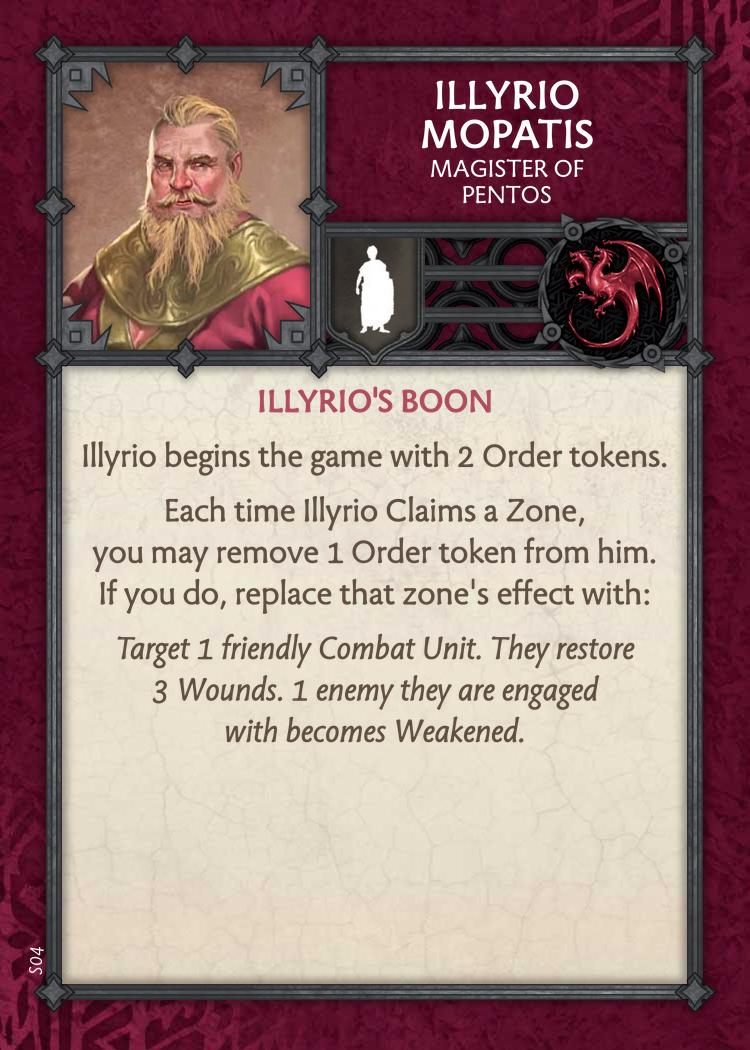 ILLYRIO
MOPATIS
MAGISTER OF
PENTOS
ILLYRIO'S BOON
Illyrio begins the game with 2 Order tokens.
Each time Illyrio Claims a Zone,
you may remove 1 Order token from him.
If you do, replace that zone's effect with:
Target 1 friendly Combat Unit. They restore
3 Wounds. 1 enemy they are engaged
with becomes Weakened.
S04